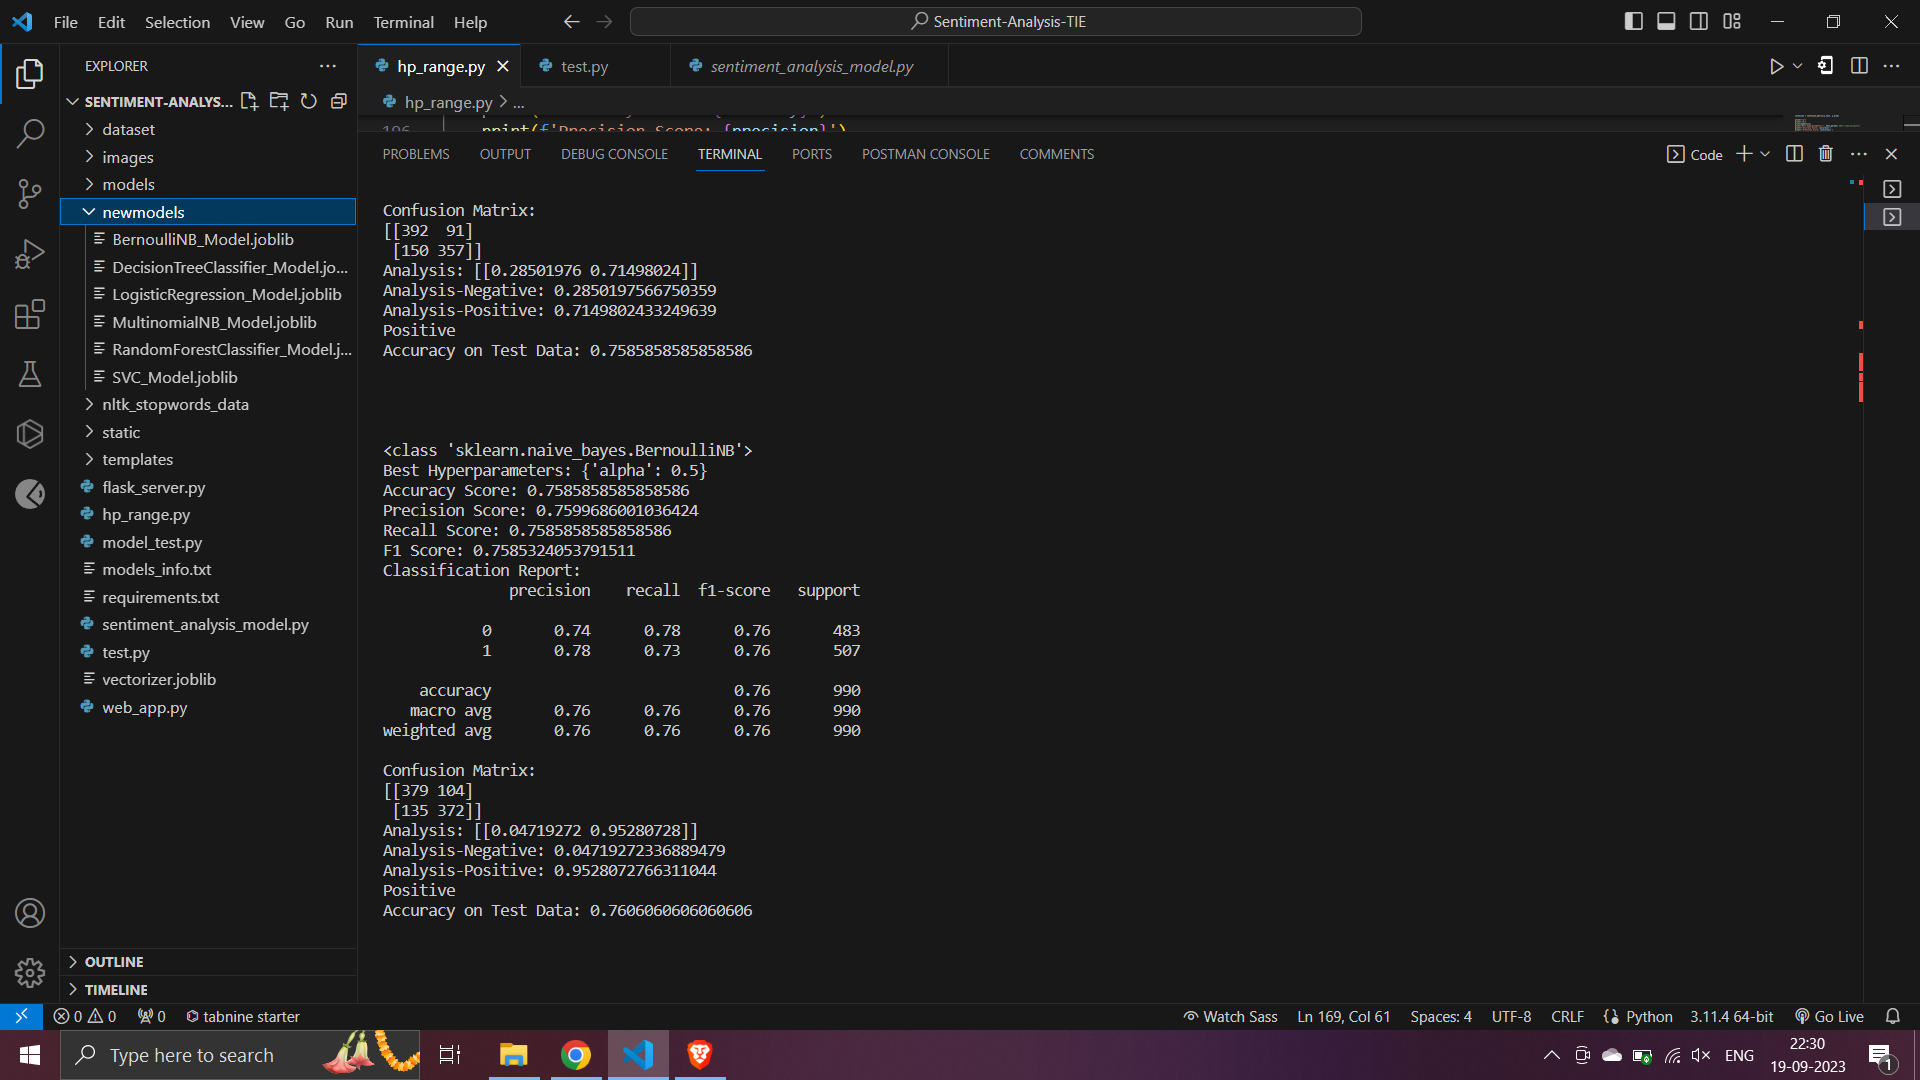 File Edit Selection View Go Run Terminal Help
Sentiment-Analysis-TIE
EXPLORER
hp_range.py
test.py
sentiment_analysis_model.py
SENTIMENT-ANALYS...
hp_range.py > ...
dataset
images
models
newmodels
BernoulliNB_Model.joblib
DecisionTreeClassifier_Model.jo...
LogisticRegression_Model.joblib
MultinomialNB_Model.joblib
RandomForestClassifier_Model.j...
SVC_Model.joblib
nltk_stopwords_data
static
templates
flask_server.py
hp_range.py
model_test.py
models_info.txt
requirements.txt
sentiment_analysis_model.py
test.py
vectorizer.joblib
web_app.py
OUTLINE
TIMELINE
106 print(f'Precision Score: {precision}')
PROBLEMS OUTPUT DEBUG CONSOLE TERMINAL PORTS POSTMAN CONSOLE COMMENTS
Code
Confusion Matrix:
[[392  91]
 [150 357]]
Analysis: [[0.28501976 0.71498024]]
Analysis-Negative: 0.2850197566750359
Analysis-Positive: 0.7149802433249639
Positive
Accuracy on Test Data: 0.7585858585858586
<class 'sklearn.naive_bayes.BernoulliNB'>
Best Hyperparameters: {'alpha': 0.5}
Accuracy Score: 0.7585858585858586
Precision Score: 0.7599686001036424
Recall Score: 0.7585858585858586
F1 Score: 0.7585324053791511
Classification Report:
precision recall f1-score support
0 0.74 0.78 0.76 483
1 0.78 0.73 0.76 507
accuracy 0.76 990
macro avg 0.76 0.76 0.76 990
weighted avg 0.76 0.76 0.76 990
Confusion Matrix:
[[379 104]
 [135 372]]
Analysis: [[0.04719272 0.95280728]]
Analysis-Negative: 0.04719272336889479
Analysis-Positive: 0.9528072766311044
Positive
Accuracy on Test Data: 0.7606060606060606
0 0 0 tabnine starter
Watch Sass Ln 169, Col 61 Spaces: 4 UTF-8 CRLF Python 3.11.4 64-bit Go Live
Type here to search
ENG
22:30
19-09-2023
1